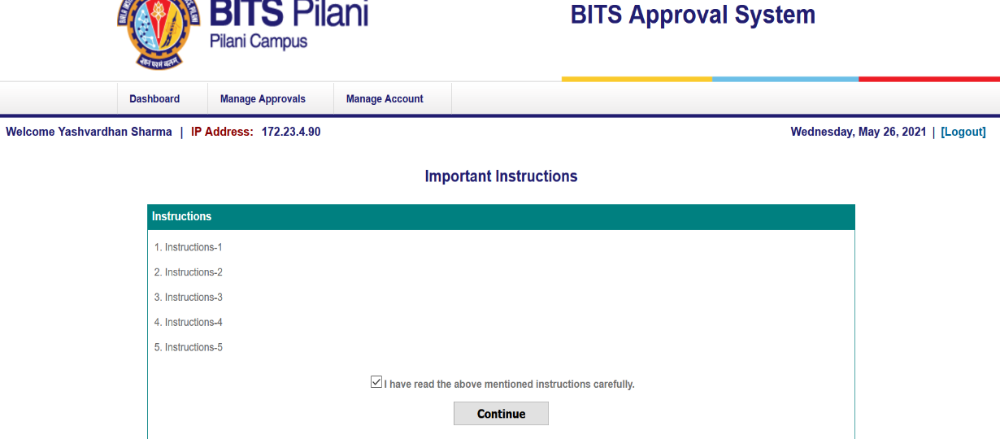 BITS Pilani
Pilani Campus
BITS Approval System
Dashboard
Manage Approvals
Manage Account
Welcome Yashvardhan Sharma | IP Address: 172.23.4.90
Wednesday, May 26, 2021 | [Logout]
Important Instructions
Instructions
1. Instructions-1
2. Instructions-2
3. Instructions-3
4. Instructions-4
5. Instructions-5
I have read the above mentioned instructions carefully.
Continue